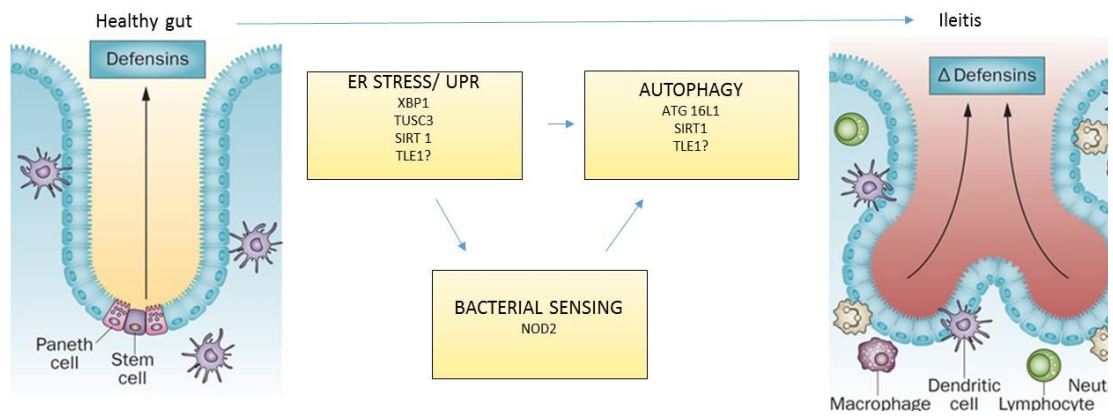 Healthy gut
Ileitis
Defensins
Paneth
cell
Stem
cell
ER STRESS/ UPR
XBP1
TUSC3
SIRT 1
TLE1?
AUTOPHAGY
ATG 16L1
SIRT1
TLE1?
BACTERIAL SENSING
NOD2
Δ Defensins
Macrophage
Dendritic
cell
Lymphocyte
Neut